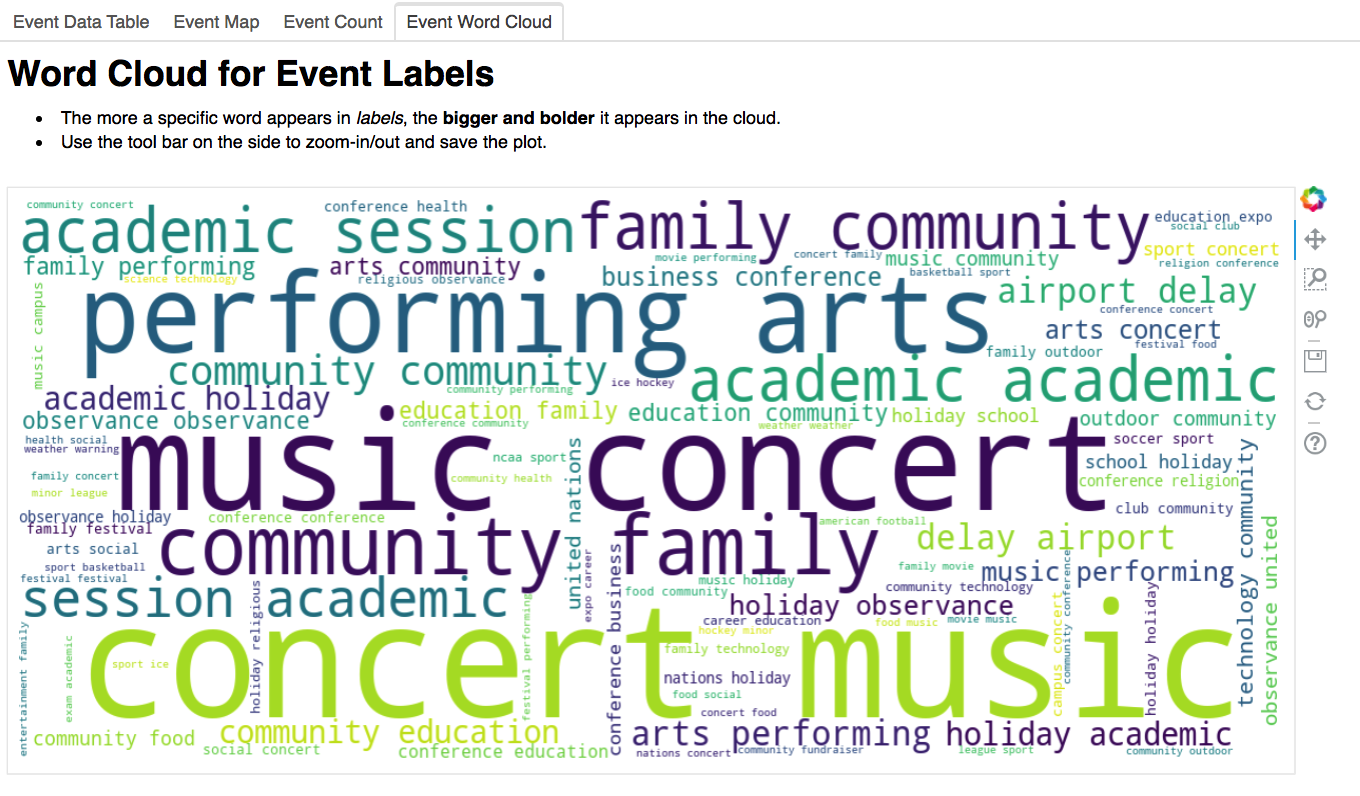 Event Data Table
Event Map
Event Count
Event Word Cloud
Word Cloud for Event Labels
The more a specific word appears in labels, the bigger and bolder it appears in the cloud.
Use the tool bar on the side to zoom-in/out and save the plot.
community concert
conference health
academic session
family community
education expo
social club
sport concert
religion conference
family performing
arts community
movie performing
concert family
music community
science technology
religious observance
business conference
basketball sport
airport delay
music campus
performing arts
conference concert
arts concert
festival food
family outdoor
community community
ice hockey
academic academic
community performing
academic holiday
education family
education community
holiday school
outdoor community
observance observance
conference community
weather weather
health social
weather warning
music concert
soccer sport
ncaa sport
school holiday
family concert
community health
conference religion
minor league
united nations
technology community
club community
observance holiday
conference conference
american football
family festival
community family
delay airport
arts social
sport basketball
festival festival
expo career
conference business
family movie
music performing
music holiday
community technology
community conference
session academic
food community
holiday observance
holiday religious
festival performing
career education
food music
movie music
hockey minor
campus concert
holiday holiday
observance united
entertainment family
exam academic
concert music
sport ice
family technology
nations holiday
food social
concert food
community food
community education
arts performing
holiday academic
social concert
conference education
nations concert
community fundraiser
league sport
community outdoor
?